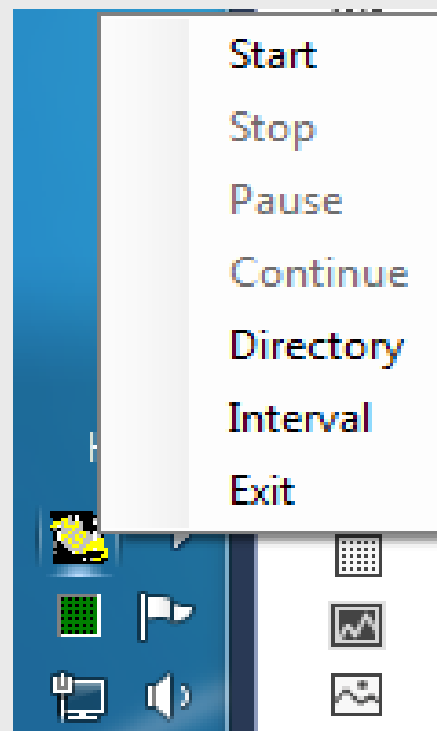 Start
Stop
Pause
Continue
Directory
Interval
Exit